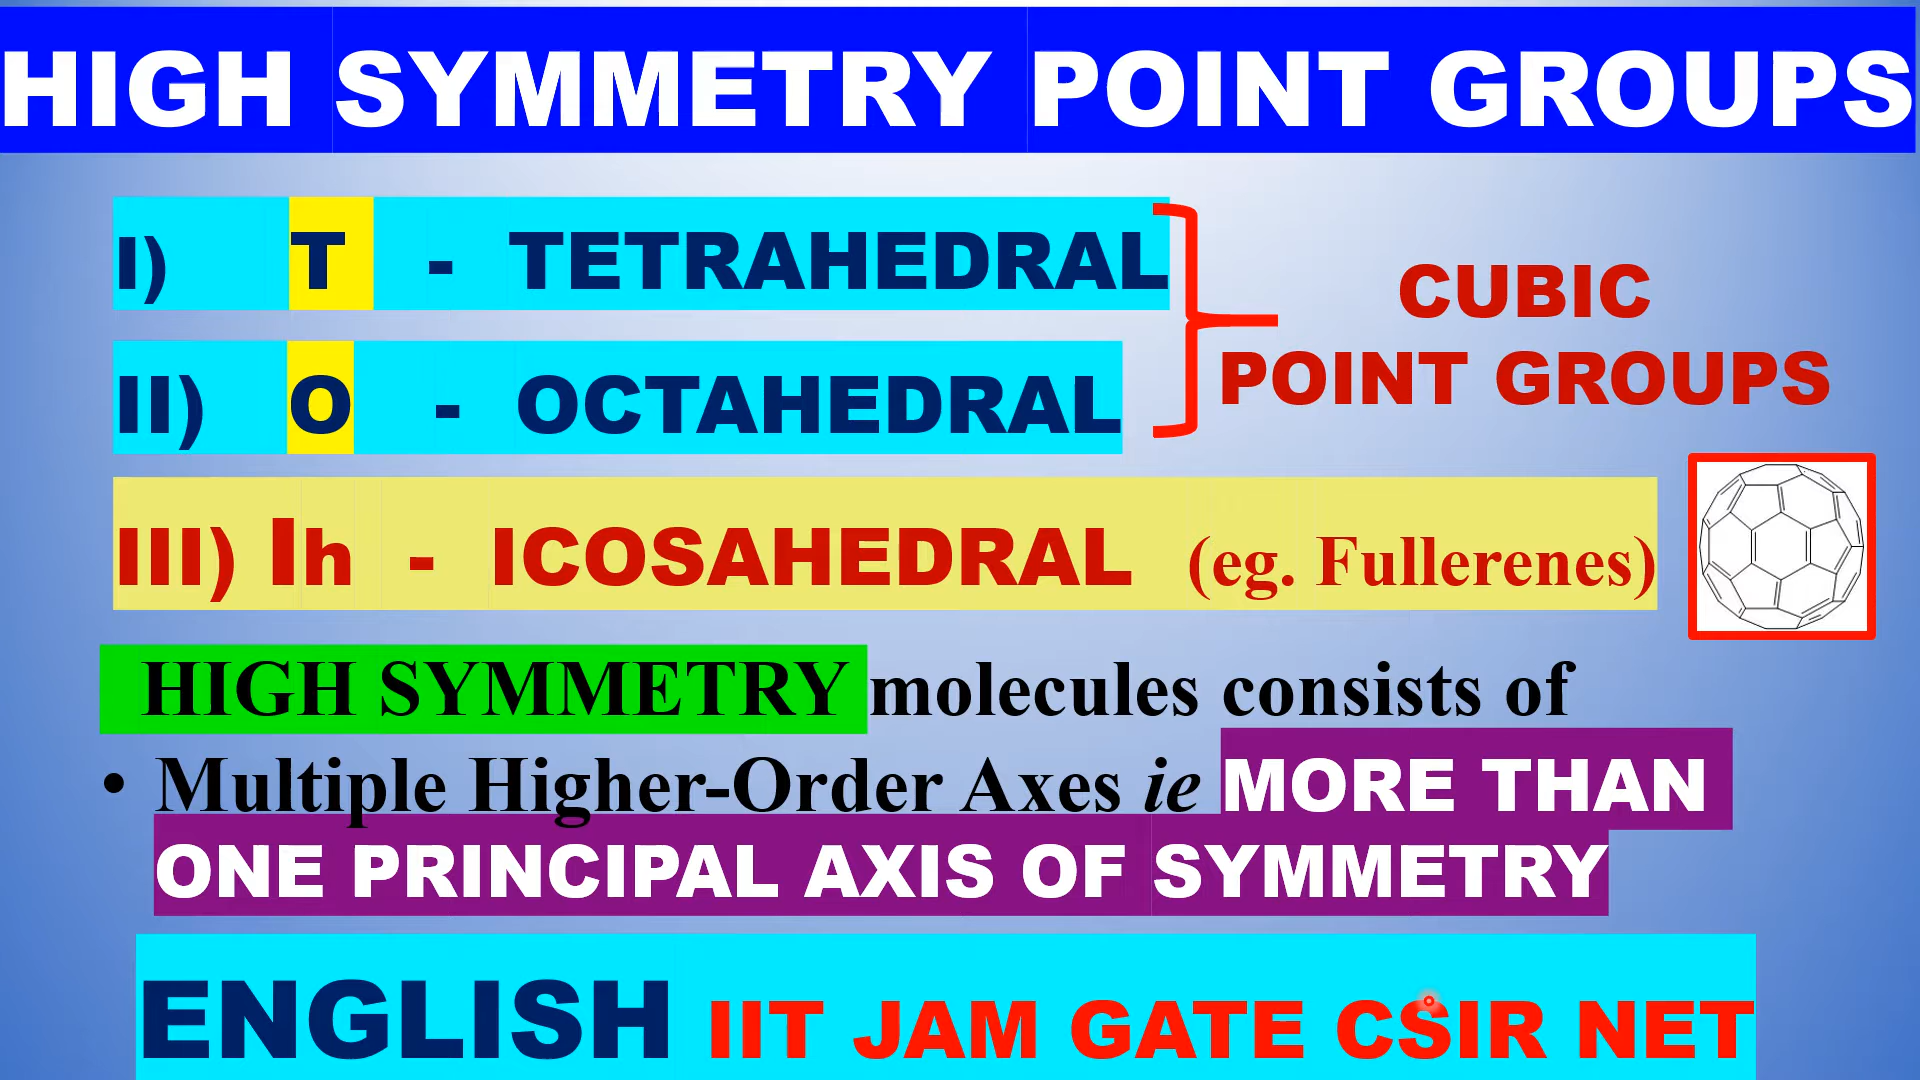 HIGH SYMMETRY POINT GROUPS
I) T - TETRAHEDRAL
II) O - OCTAHEDRAL
CUBIC
POINT GROUPS
III) Ih - ICOSAHEDRAL (eg. Fullerenes)
HIGH SYMMETRY molecules consists of
• Multiple Higher-Order Axes ie MORE THAN
ONE PRINCIPAL AXIS OF SYMMETRY
ENGLISH IIT JAM GATE CSIR NET